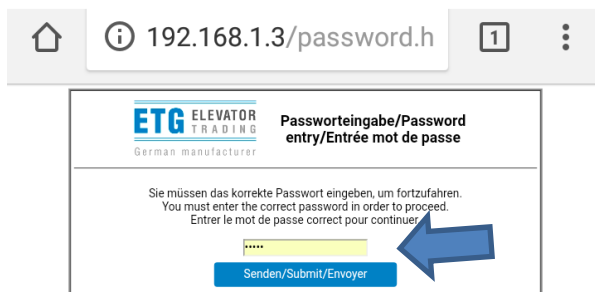 192.168.1.3/password.h
1
ETG ELEVATOR TRADING
German manufacturer
Passworteingabe/Password
entry/Entrée mot de passe
Sie müssen das korrekte Passwort eingeben, um fortzufahren.
You must enter the correct password in order to proceed.
Entrer le mot de passe correct pour continuer.
•••••
Senden/Submit/Envoyer